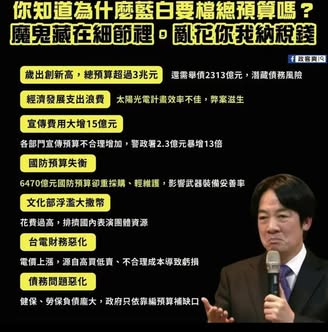 你知道為什麼藍白要擋總預算嗎？
魔鬼藏在細節裡。亂花你我納稅錢
政客爽
歲出創新高，總預算超過3兆元
還需舉債2313億元，潛藏債務風險
經濟發展支出浪費
太陽光電計畫效率不佳，弊案滋生
宣傳費用大增15億元
各部門宣傳預算不合理增加，警政署2.3億元暴增13倍
國防預算失衡
6470億元國防預算卻重採購、輕維護，影響武器裝備妥善率
文化部浮濫大撒幣
花費過高，排擠國內表演團體資源
台電財務惡化
電價上漲，源自高買低賣、不合理成本導致虧損
債務問題惡化
健保、勞保負債龐大，政府只依靠編預算補缺口